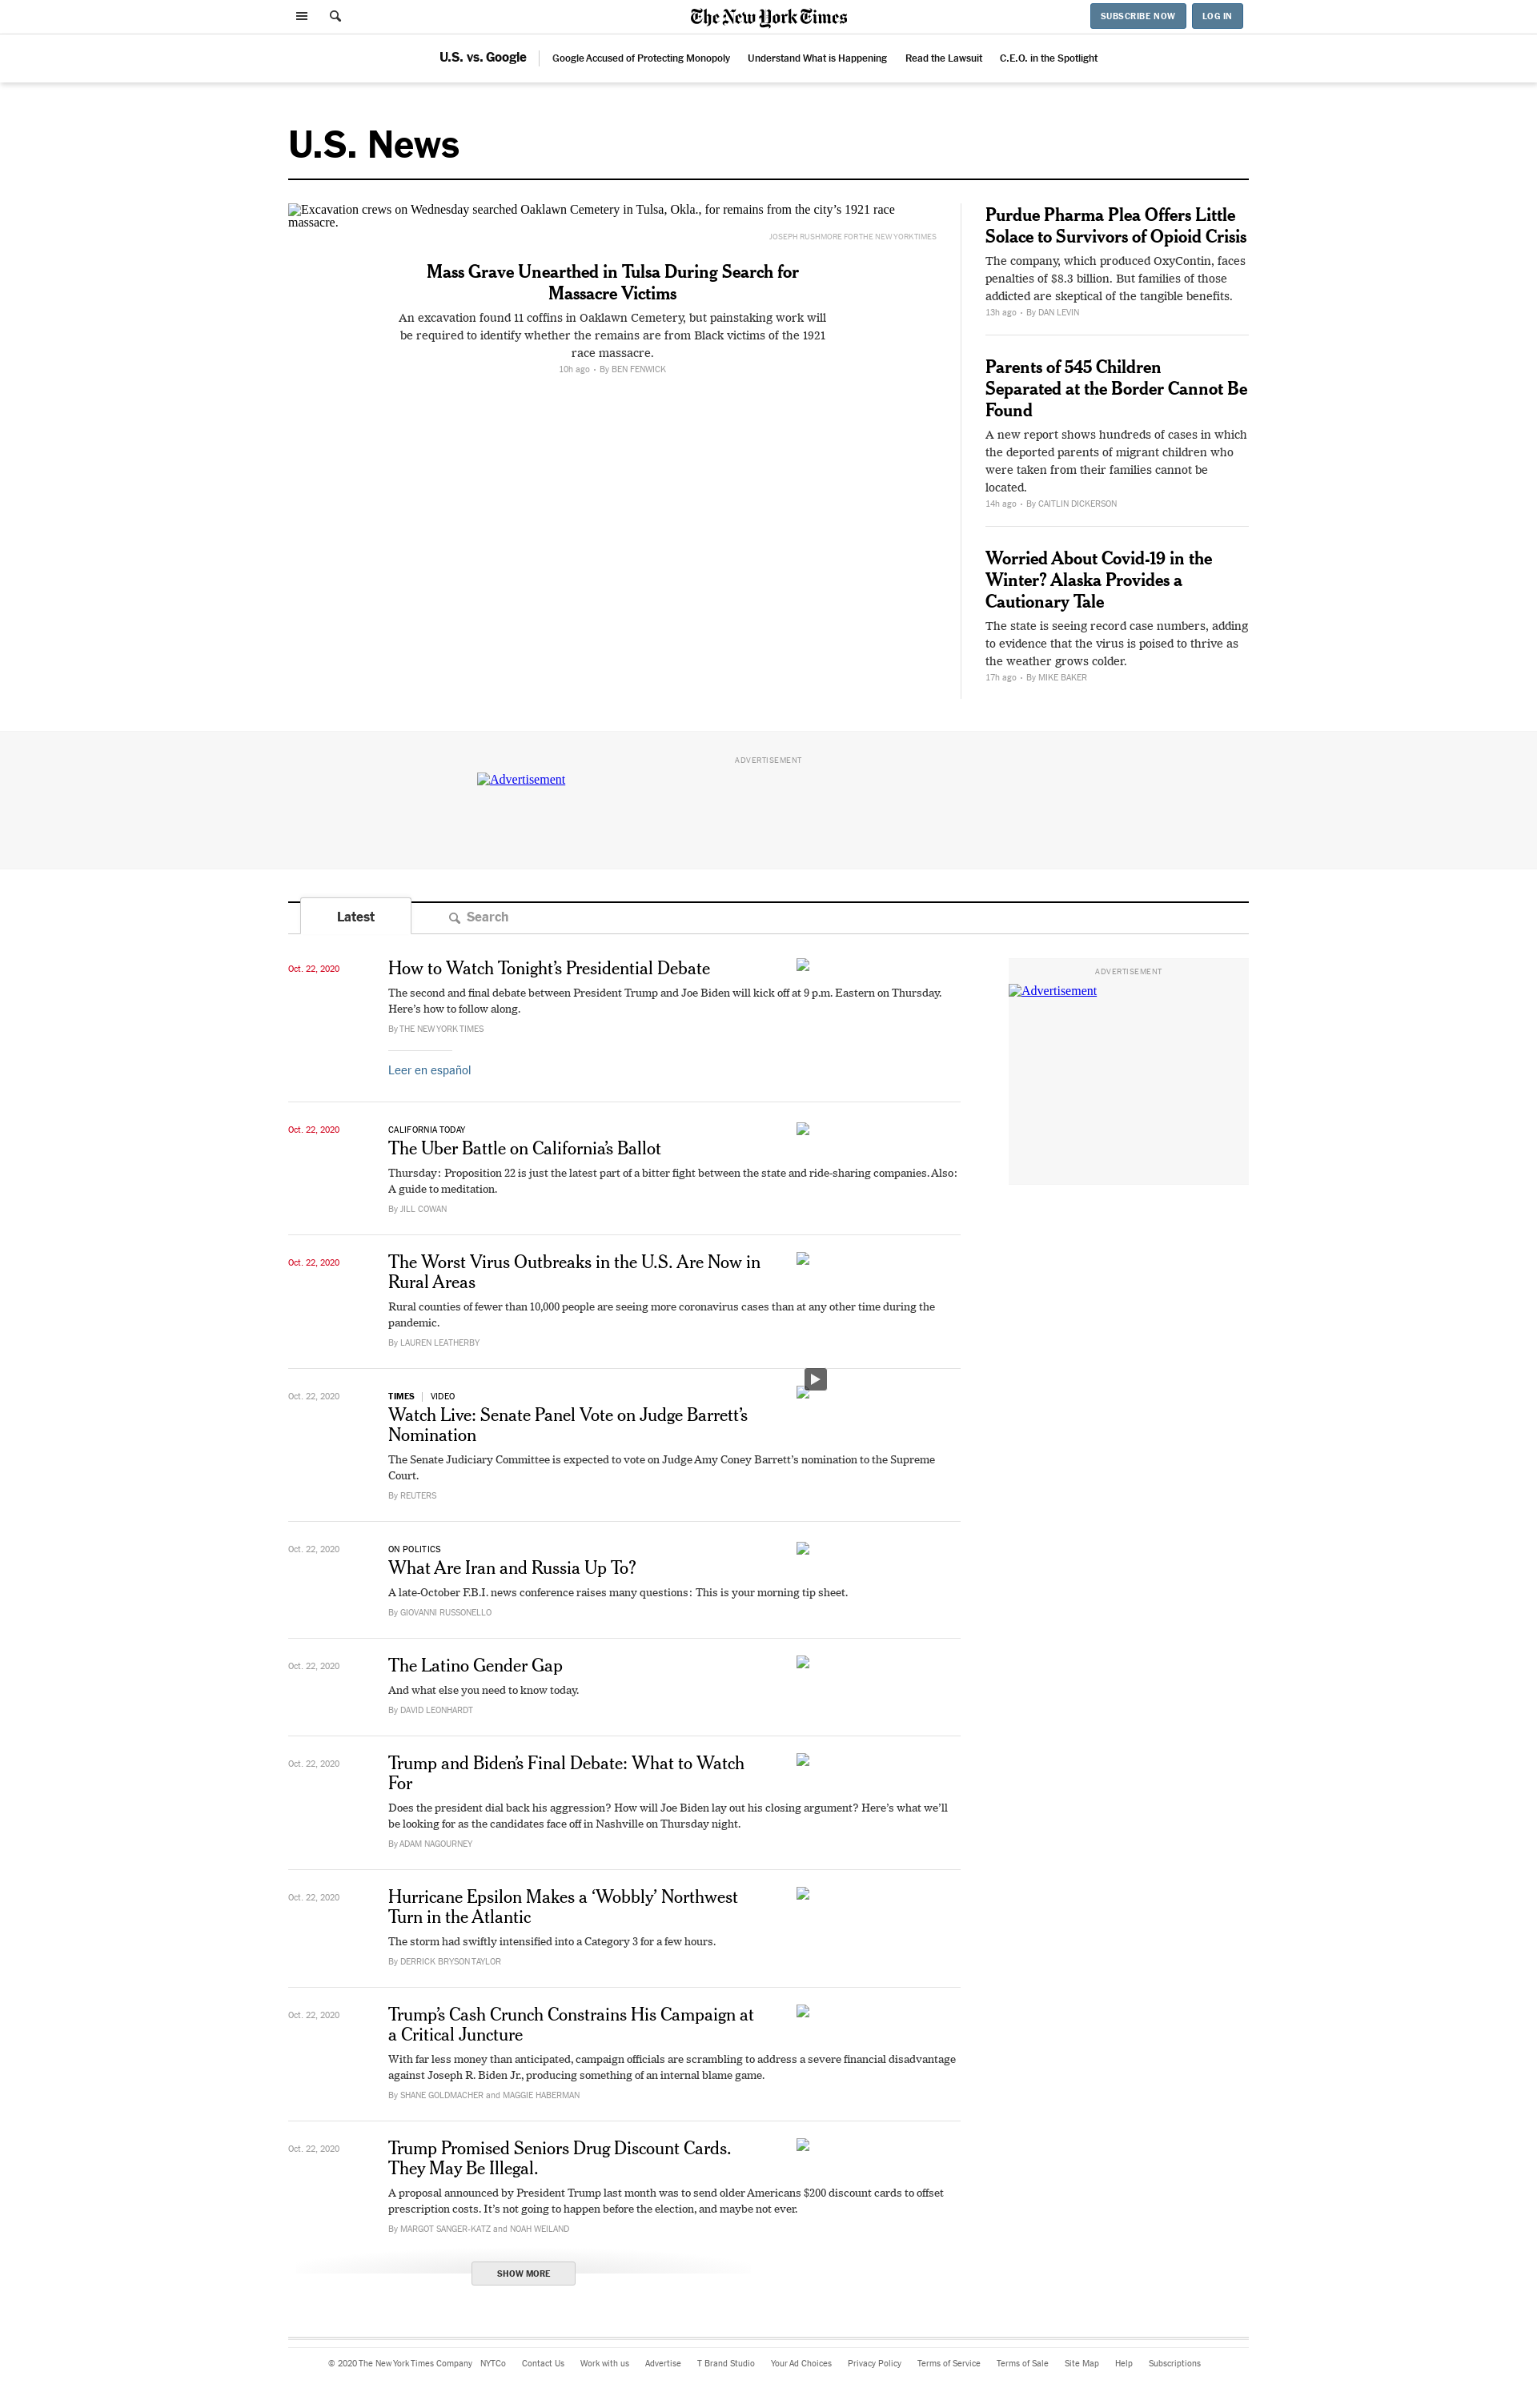 The New York Times
SUBSCRIBE NOW
LOG IN
U.S. vs. Google
Google Accused of Protecting Monopoly
Understand What is Happening
Read the Lawsuit
C.E.O. in the Spotlight
U.S. News
Excavation crews on Wednesday searched Oaklawn Cemetery in Tulsa, Okla., for remains from the city’s 1921 race
massacre.
JOSEPH RUSHMORE FOR THE NEW YORK TIMES
Mass Grave Unearthed in Tulsa During Search for
Massacre Victims
An excavation found 11 coffins in Oaklawn Cemetery, but painstaking work will
be required to identify whether the remains are from Black victims of the 1921
race massacre.
10h ago • By BEN FENWICK
Purdue Pharma Plea Offers Little
Solace to Survivors of Opioid Crisis
The company, which produced OxyContin, faces
penalties of $8.3 billion. But families of those
addicted are skeptical of the tangible benefits.
13h ago • By DAN LEVIN
Parents of 545 Children
Separated at the Border Cannot Be
Found
A new report shows hundreds of cases in which
the deported parents of migrant children who
were taken from their families cannot be
located.
14h ago • By CAITLIN DICKERSON
Worried About Covid-19 in the
Winter? Alaska Provides a
Cautionary Tale
The state is seeing record case numbers, adding
to evidence that the virus is poised to thrive as
the weather grows colder.
17h ago • By MIKE BAKER
ADVERTISEMENT
Advertisement
Latest
Search
Oct. 22, 2020
How to Watch Tonight’s Presidential Debate
The second and final debate between President Trump and Joe Biden will kick off at 9 p.m. Eastern on Thursday.
Here’s how to follow along.
By THE NEW YORK TIMES
Leer en español
ADVERTISEMENT
Advertisement
Oct. 22, 2020
CALIFORNIA TODAY
The Uber Battle on California’s Ballot
Thursday: Proposition 22 is just the latest part of a bitter fight between the state and ride-sharing companies. Also:
A guide to meditation.
By JILL COWAN
Oct. 22, 2020
The Worst Virus Outbreaks in the U.S. Are Now in
Rural Areas
Rural counties of fewer than 10,000 people are seeing more coronavirus cases than at any other time during the
pandemic.
By LAUREN LEATHERBY
Oct. 22, 2020
TIMES | VIDEO
Watch Live: Senate Panel Vote on Judge Barrett’s
Nomination
The Senate Judiciary Committee is expected to vote on Judge Amy Coney Barrett’s nomination to the Supreme
Court.
By REUTERS
Oct. 22, 2020
ON POLITICS
What Are Iran and Russia Up To?
A late-October F.B.I. news conference raises many questions: This is your morning tip sheet.
By GIOVANNI RUSSONELLO
Oct. 22, 2020
The Latino Gender Gap
And what else you need to know today.
By DAVID LEONHARDT
Oct. 22, 2020
Trump and Biden’s Final Debate: What to Watch
For
Does the president dial back his aggression? How will Joe Biden lay out his closing argument? Here’s what we’ll
be looking for as the candidates face off in Nashville on Thursday night.
By ADAM NAGOURNEY
Oct. 22, 2020
Hurricane Epsilon Makes a ‘Wobbly’ Northwest
Turn in the Atlantic
The storm had swiftly intensified into a Category 3 for a few hours.
By DERRICK BRYSON TAYLOR
Oct. 22, 2020
Trump’s Cash Crunch Constrains His Campaign at
a Critical Juncture
With far less money than anticipated, campaign officials are scrambling to address a severe financial disadvantage
against Joseph R. Biden Jr., producing something of an internal blame game.
By SHANE GOLDMACHER and MAGGIE HABERMAN
Oct. 22, 2020
Trump Promised Seniors Drug Discount Cards.
They May Be Illegal.
A proposal announced by President Trump last month was to send older Americans $200 discount cards to offset
prescription costs. It’s not going to happen before the election, and maybe not ever.
By MARGOT SANGER-KATZ and NOAH WEILAND
SHOW MORE
© 2020 The New York Times Company NYTCo Contact Us Work with us Advertise T Brand Studio Your Ad Choices Privacy Policy Terms of Service Terms of Sale Site Map Help Subscriptions